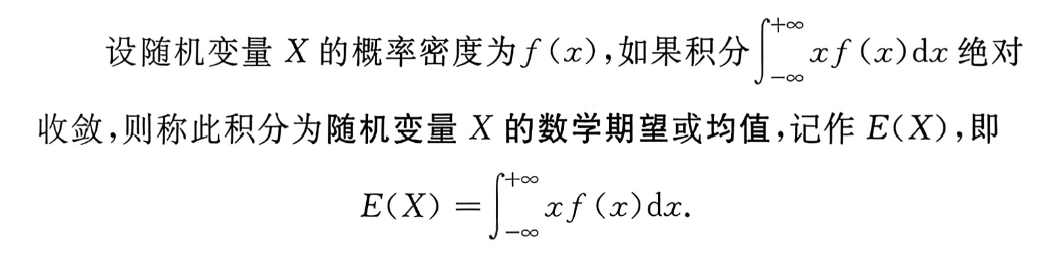 设随机变量 X 的概率密度为 f(x),如果积分∫_{-∞}^{+∞} xf(x)dx 绝对
收敛,则称此积分为随机变量 X 的数学期望或均值,记作 E(X),即
E(X) = ∫_{-∞}^{+∞} xf(x)dx.